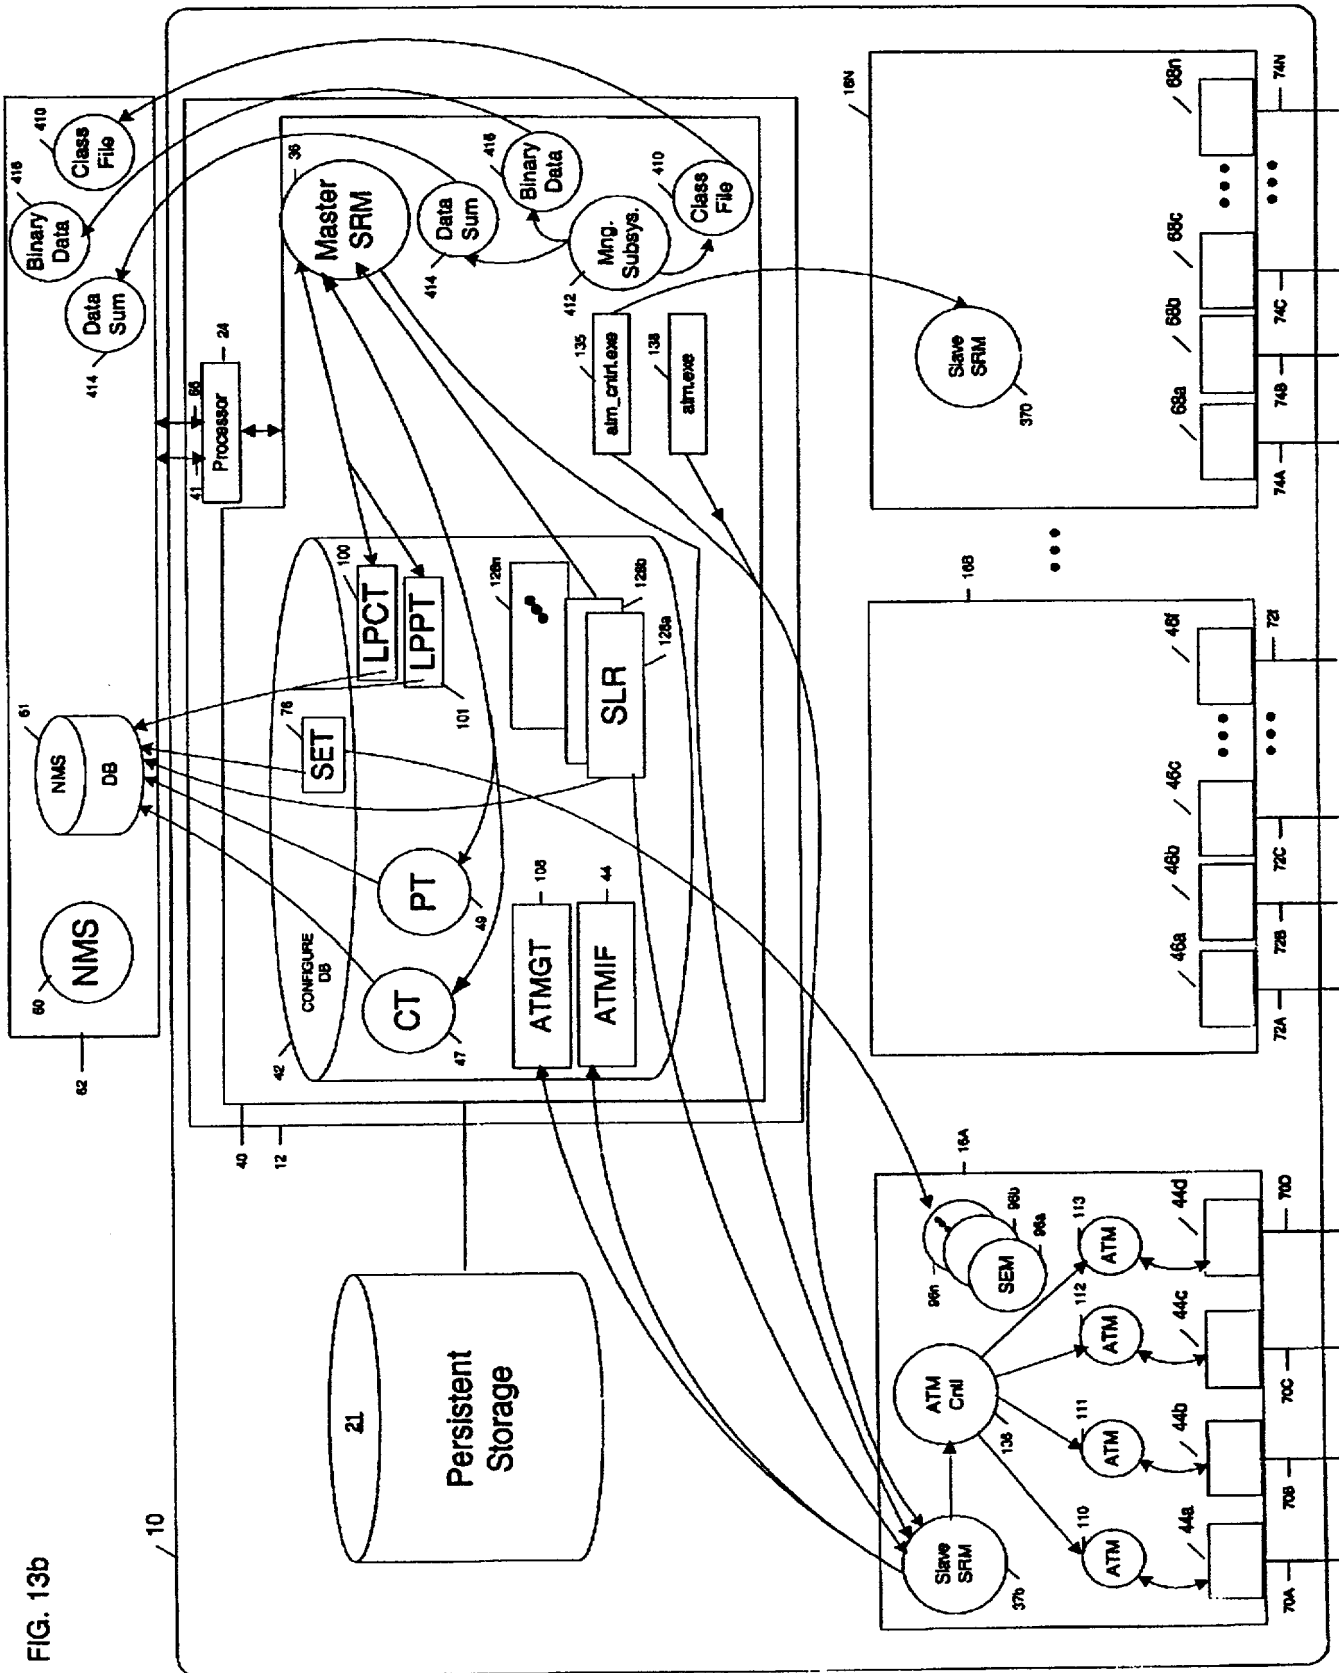 FIG. 13b
10
62
60
NMS
61
NMS
DB
414
Data
Sum
416
Binary
Data
410
Class
File
41
66
24
Processor
40
12
42
CONFIGURE
DB
76
SET
100
LPCT
LPPT
101
CT
47
PT
49
ATMGT
108
ATMIF
44
SLR
128n
128b
128a
36
Master
SRM
414
Data
Sum
416
Binary
Data
412
Mng.
Subsys.
410
Class
File
135
atm_cntrl.exe
138
atm.exe
21
Persistent
Storage
16A
Slave
SRM
37b
ATM
Cntl
136
96n
SEM
96b
96a
110
ATM
111
ATM
112
ATM
113
ATM
44a
44b
44c
44d
70A
70B
70C
70D
16B
46a
46b
46c
46f
72A
72B
72C
72f
16N
Slave
SRM
370
68a
68b
68c
68n
74A
74B
74C
74N